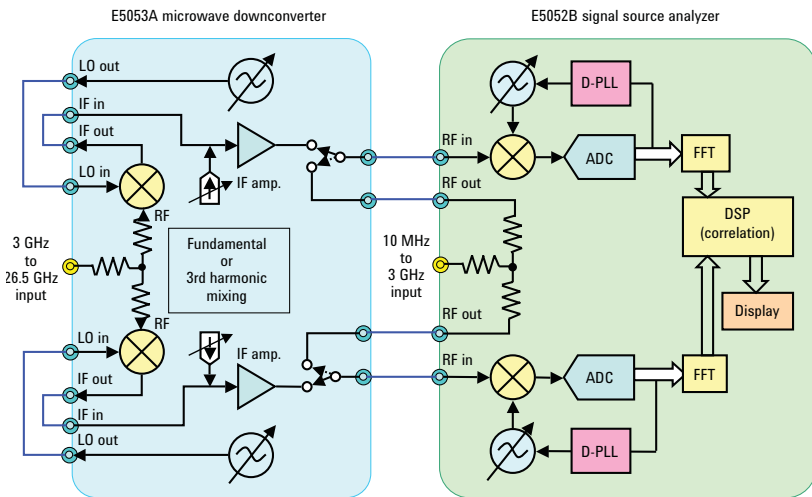 E5053A microwave downconverter
E5052B signal source analyzer
LO out
IF in
IF out
LO in
RF
IF amp.
3 GHz
to
26.5 GHz
input
Fundamental
or
3rd harmonic
mixing
RF
LO in
IF out
IF in
LO out
IF amp.
RF in
RF out
10 MHz
to
3 GHz
input
RF out
RF in
D-PLL
ADC
FFT
DSP
(correlation)
Display
ADC
FFT
D-PLL